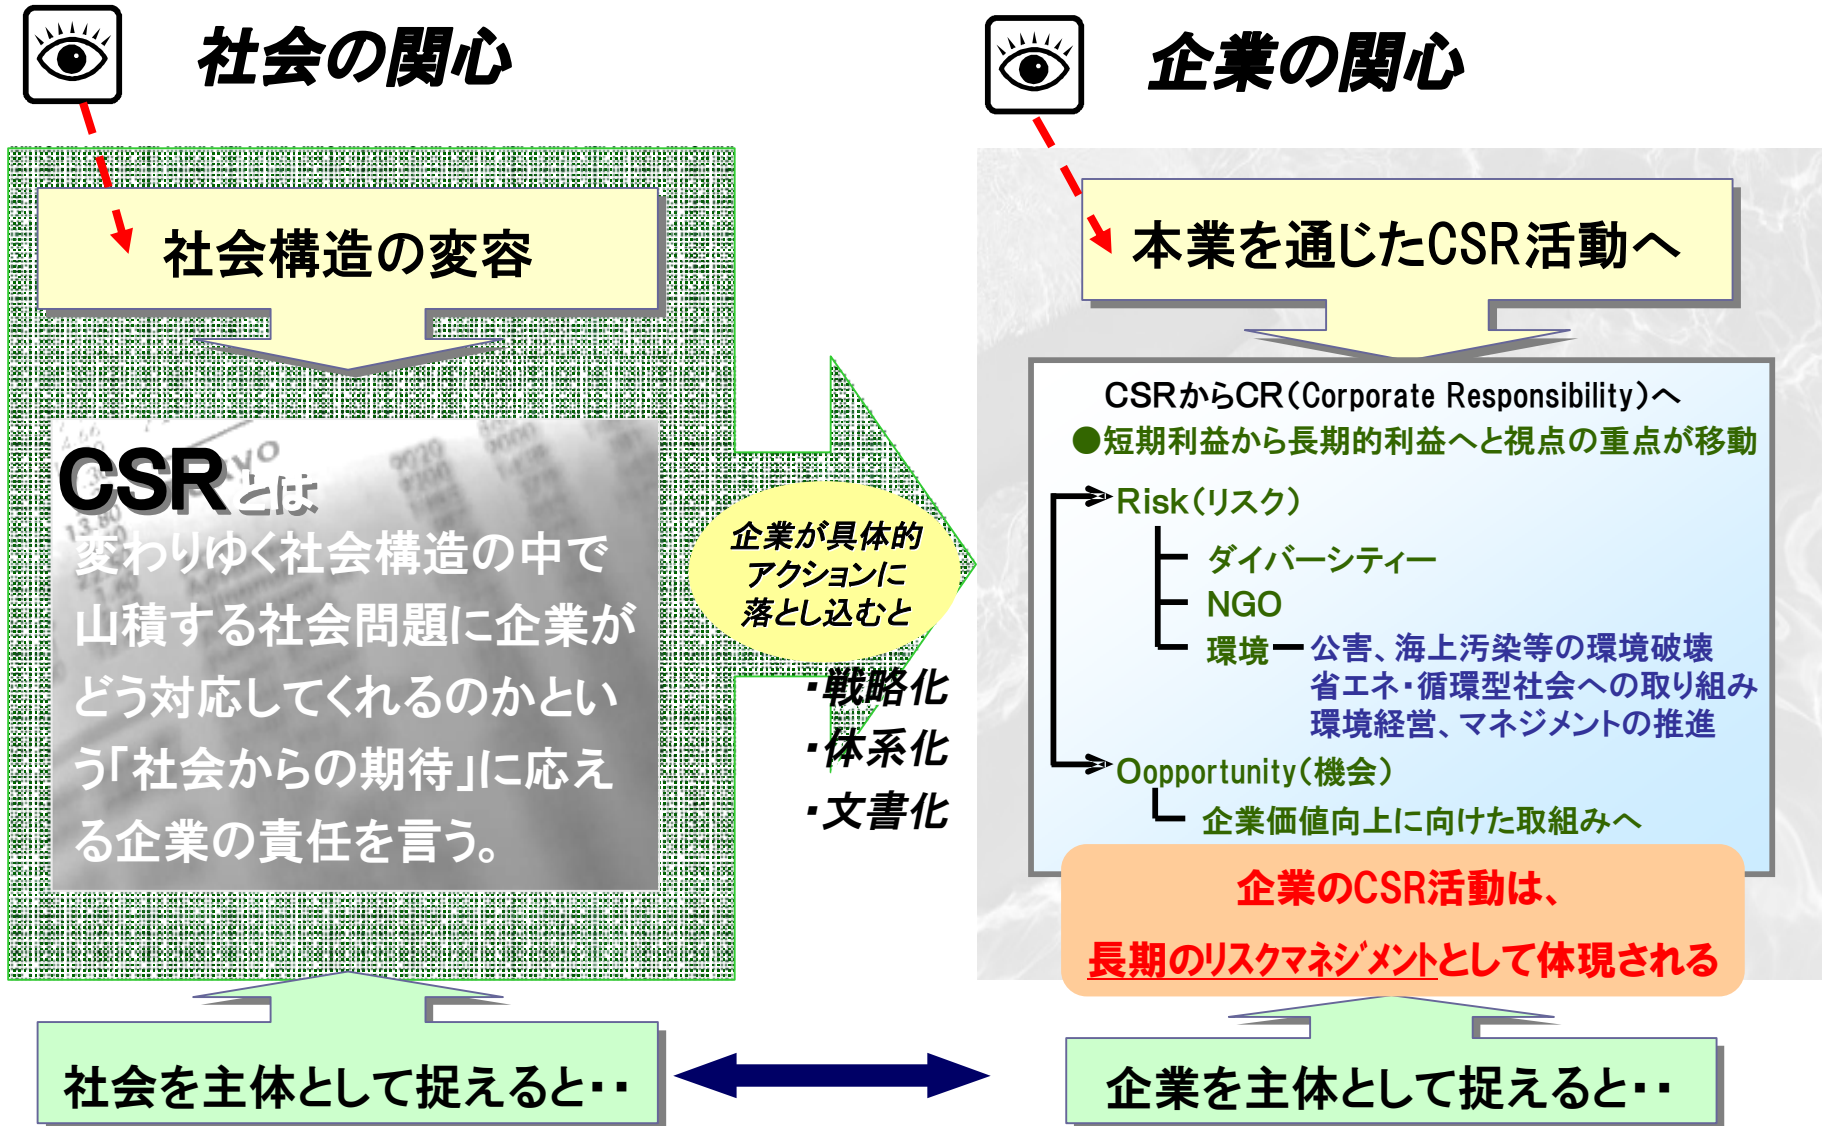 社会の関心
社会構造の変容
CSRとは
変わりゆく社会構造の中で
山積する社会問題に企業が
どう対応してくれるのかとい
う「社会からの期待」に応え
る企業の責任を言う。
社会を主体として捉えると・・
企業が具体的
アクションに
落とし込むと
・戦略化
・体系化
・文書化
企業の関心
本業を通じたCSR活動へ
CSRからCR(Corporate Responsibility)へ
●短期利益から長期的利益へと視点の重点が移動
Risk(リスク)
ダイバーシティー
NGO
環境
公害、海上汚染等の環境破壊
省エネ・循環型社会への取り組み
環境経営、マネジメントの推進
Oopportunity(機会)
企業価値向上に向けた取組みへ
企業のCSR活動は、
長期のリスクマネジメントとして体現される
企業を主体として捉えると・・